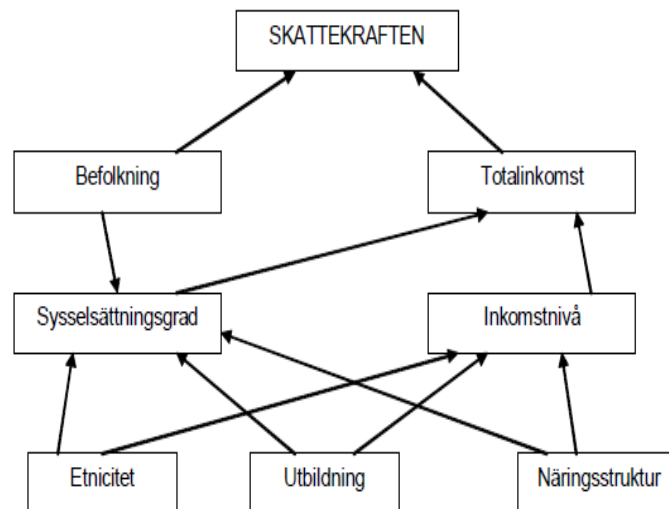 SKATTEKRAFTEN
Befolkning
Totalinkomst
Sysselsättningsgrad
Inkomstnivå
Etnicitet
Utbildning
Näringsstruktur